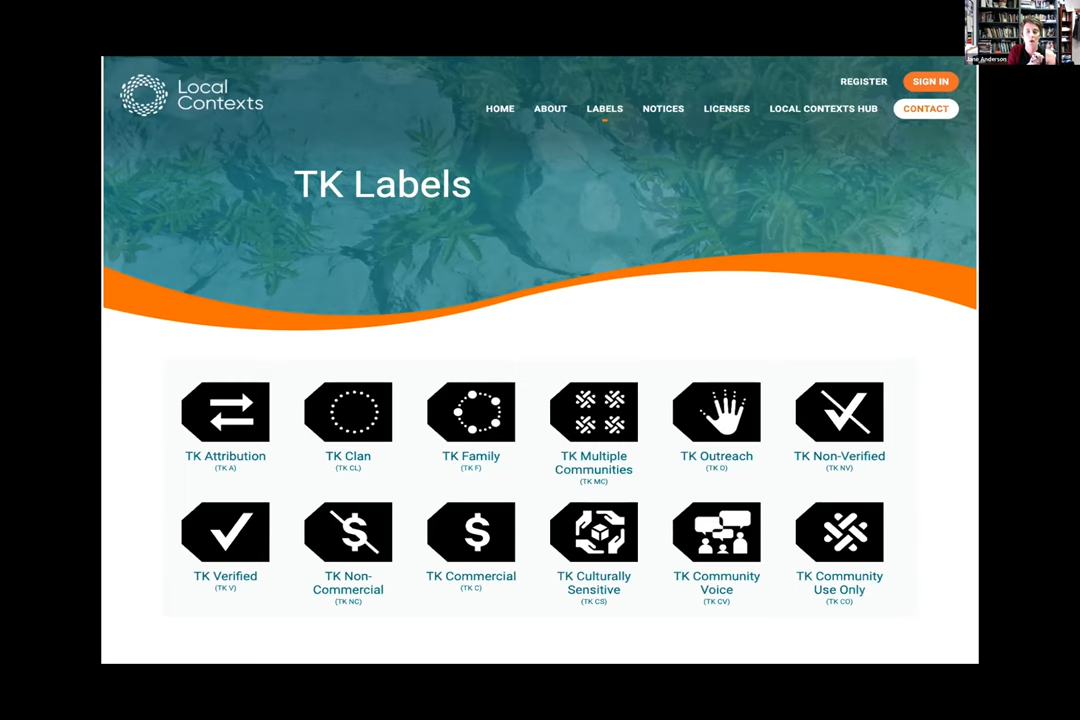 Jane Anderson
Local
Contexts
REGISTER
SIGN IN
HOME
ABOUT
LABELS
NOTICES
LICENSES
LOCAL CONTEXTS HUB
CONTACT
TK Labels
TK Attribution
(TK A)
TK Clan
(TK CL)
TK Family
(TK F)
TK Multiple
Communities
(TK MC)
TK Outreach
(TK O)
TK Non-Verified
(TK NV)
TK Verified
(TK V)
TK Non-
Commercial
(TK NC)
TK Commercial
(TK C)
TK Culturally
Sensitive
(TK CS)
TK Community
Voice
(TK CV)
TK Community
Use Only
(TK CO)